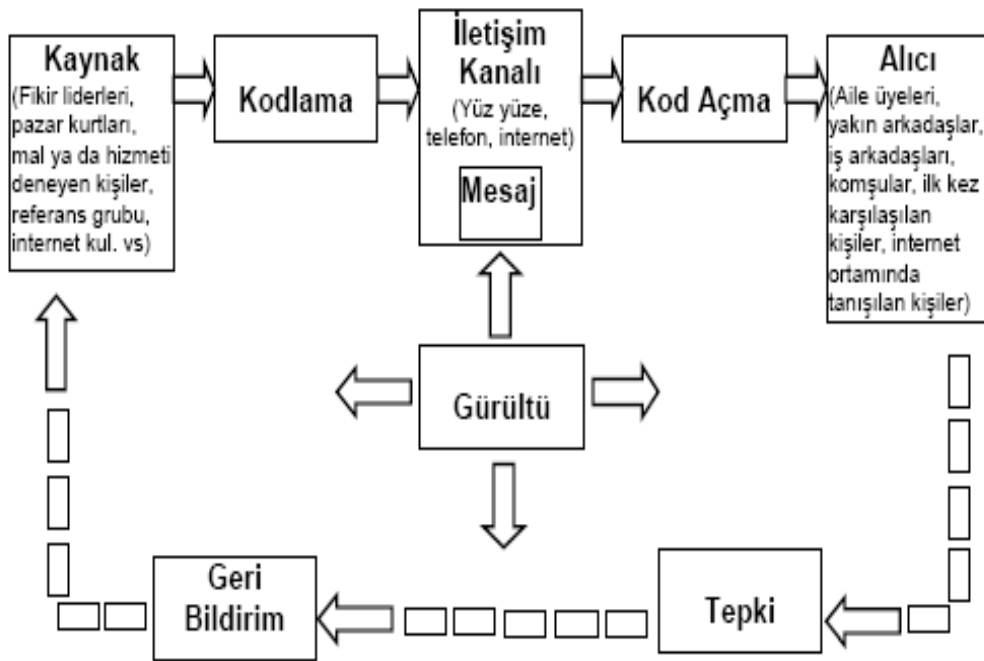 Kaynak
(Fikir liderleri,
pazar kurtları,
mal ya da hizmeti
deneyen kişiler,
referans grubu,
internet kul. vs)
Kodlama
İletişim
Kanalı
(Yüz yüze,
telefon, internet)
Mesaj
Kod Açma
Alıcı
(Aile üyeleri,
yakın arkadaşlar,
iş arkadaşları,
komşular, ilk kez
karşılaşılan
kişiler, internet
ortamında
tanışılan kişiler)
Gürültü
Geri
Bildirim
Tepki